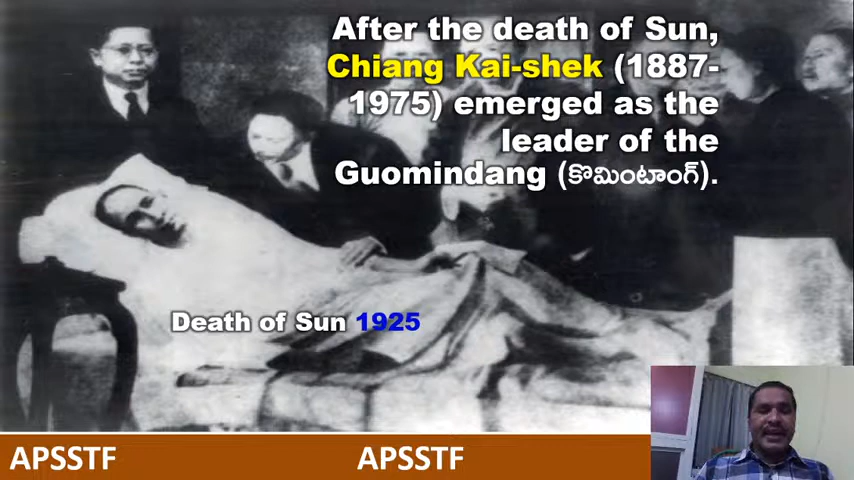 After the death of Sun,
Chiang Kai-shek (1887-
1975) emerged as the
leader of the
Guomindang (కొమింటాంగ్).
Death of Sun 1925
APSSTF APSSTF